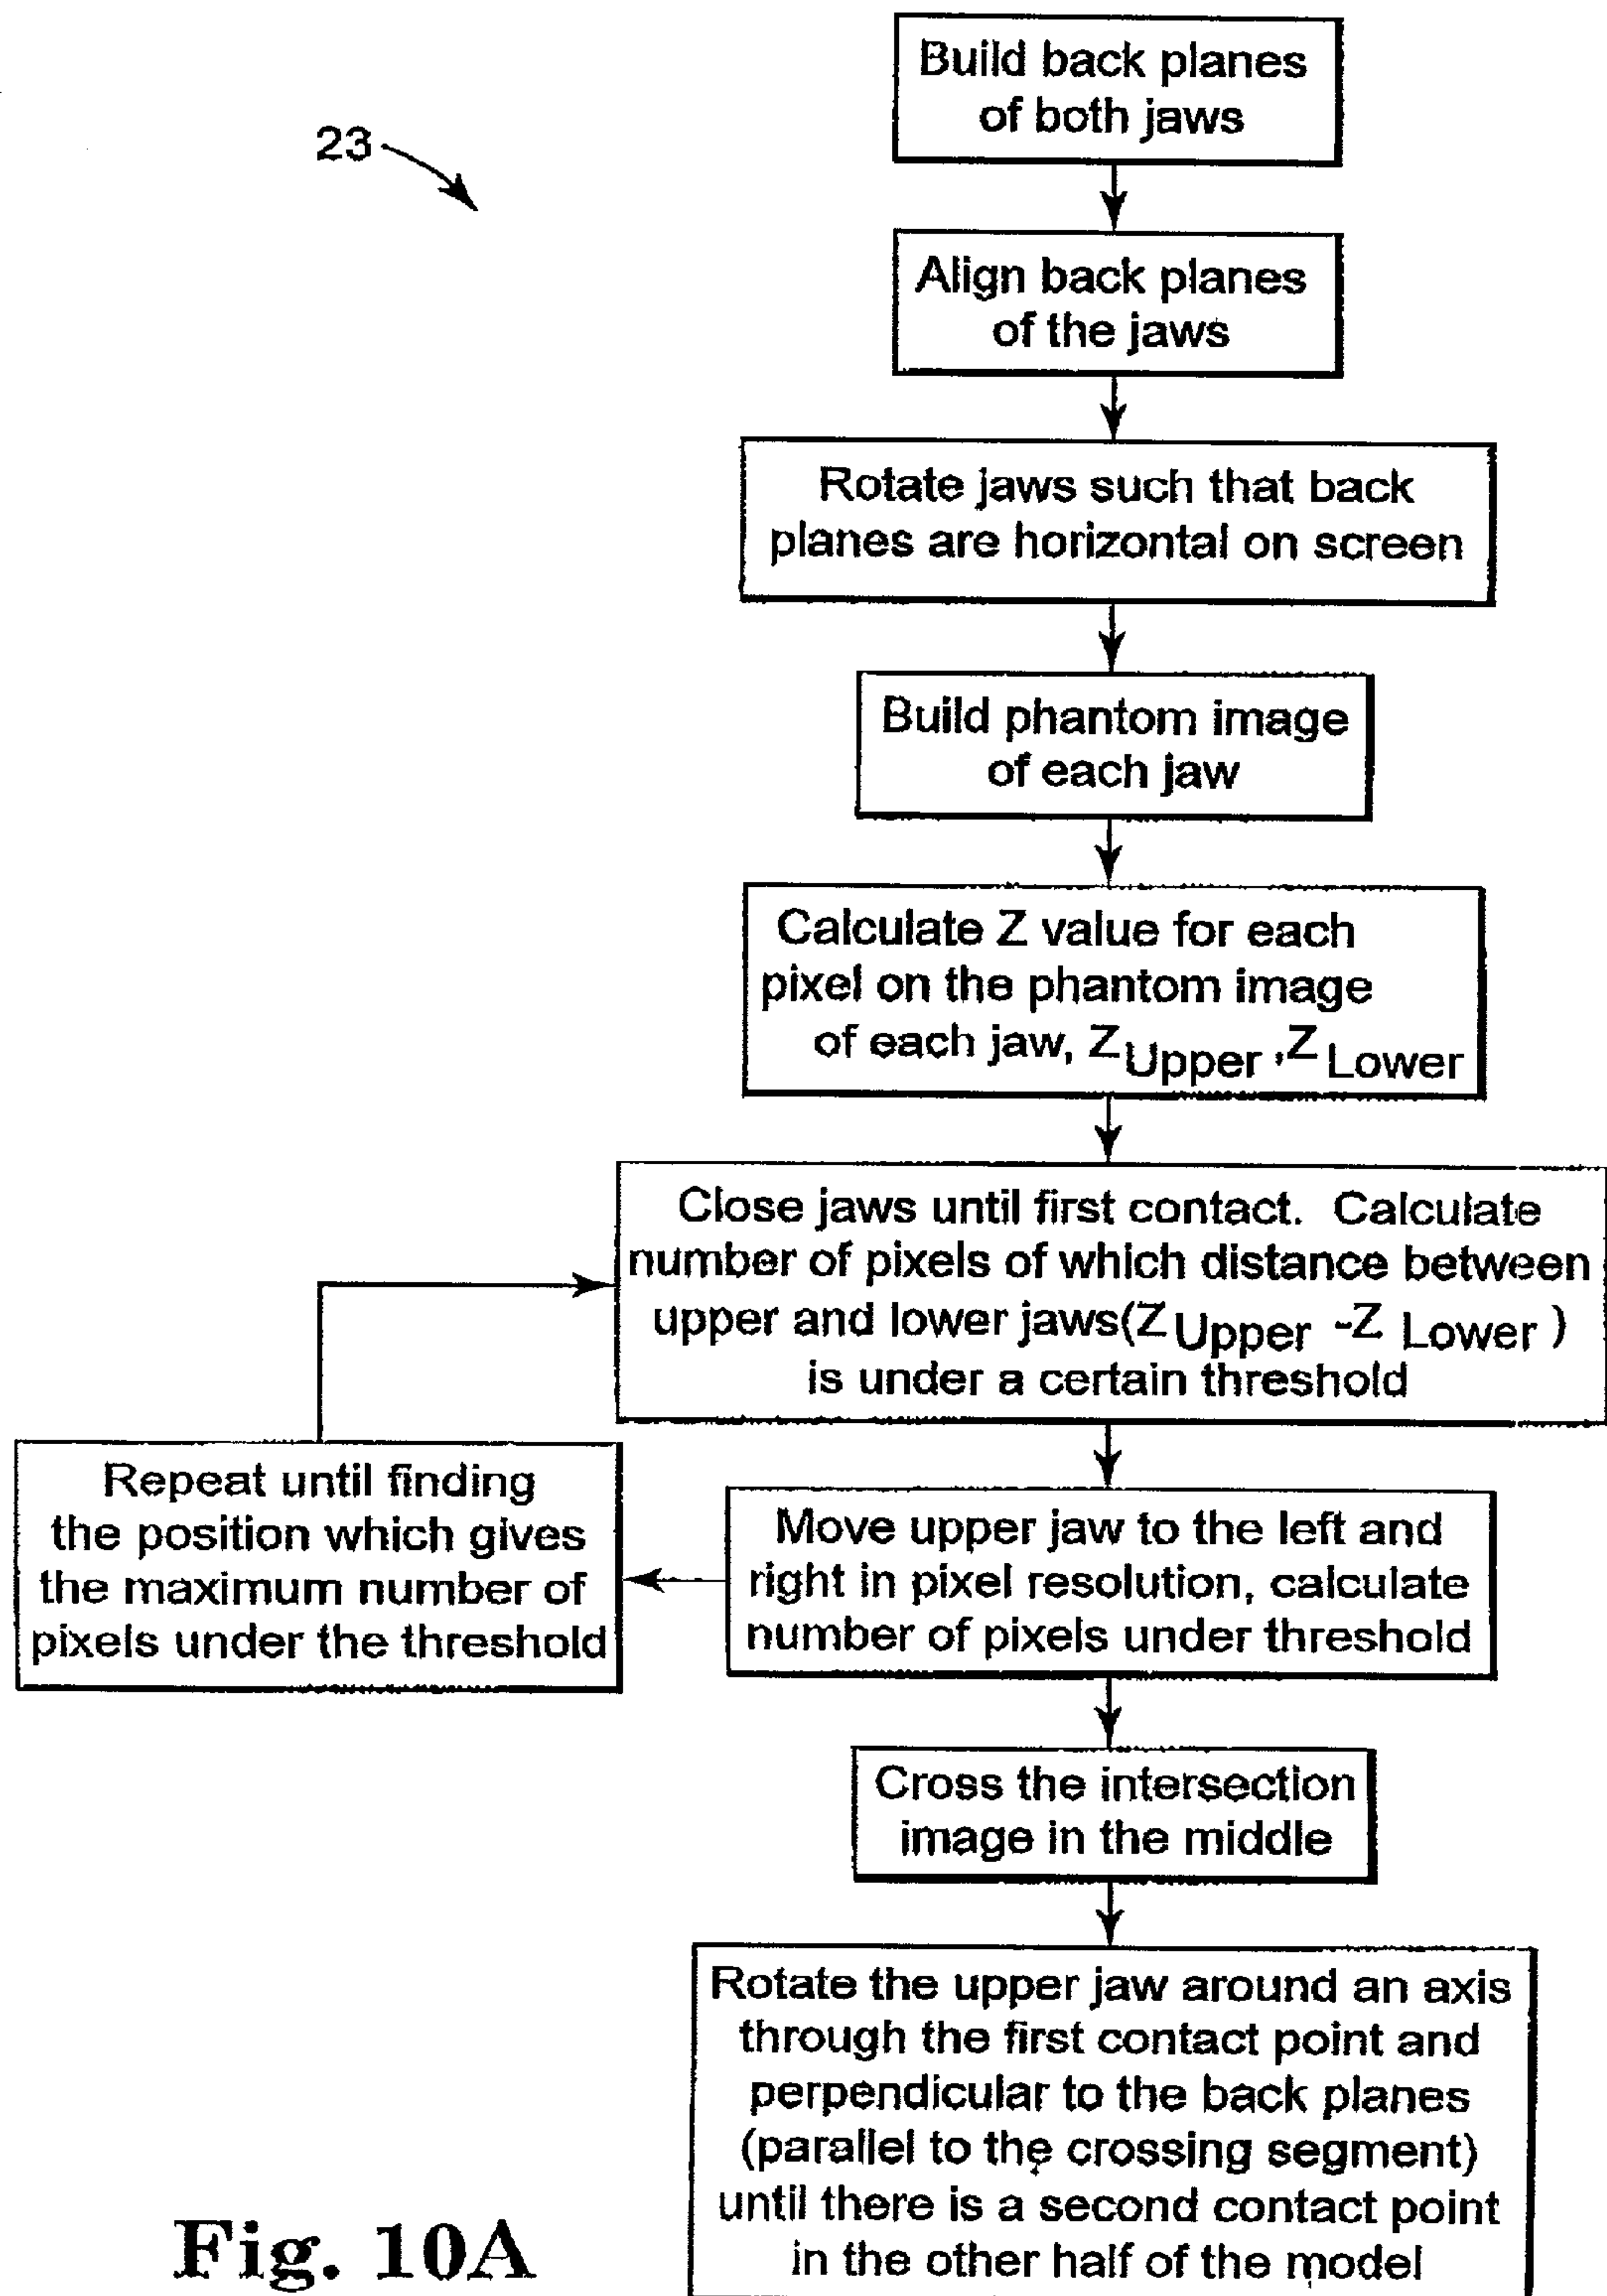 23
Build back planes
of both jaws
Align back planes
of the jaws
Rotate jaws such that back
planes are horizontal on screen
Build phantom image
of each jaw
Calculate Z value for each
pixel on the phantom image
of each jaw, Z Upper ,Z Lower
Close jaws until first contact. Calculate
number of pixels of which distance between
upper and lower jaws(Z Upper -Z Lower )
is under a certain threshold
Repeat until finding
the position which gives
the maximum number of
pixels under the threshold
Move upper jaw to the left and
right in pixel resolution, calculate
number of pixels under threshold
Cross the intersection
image in the middle
Rotate the upper jaw around an axis
through the first contact point and
perpendicular to the back planes
(parallel to the crossing segment)
until there is a second contact point
in the other half of the model
Fig. 10A